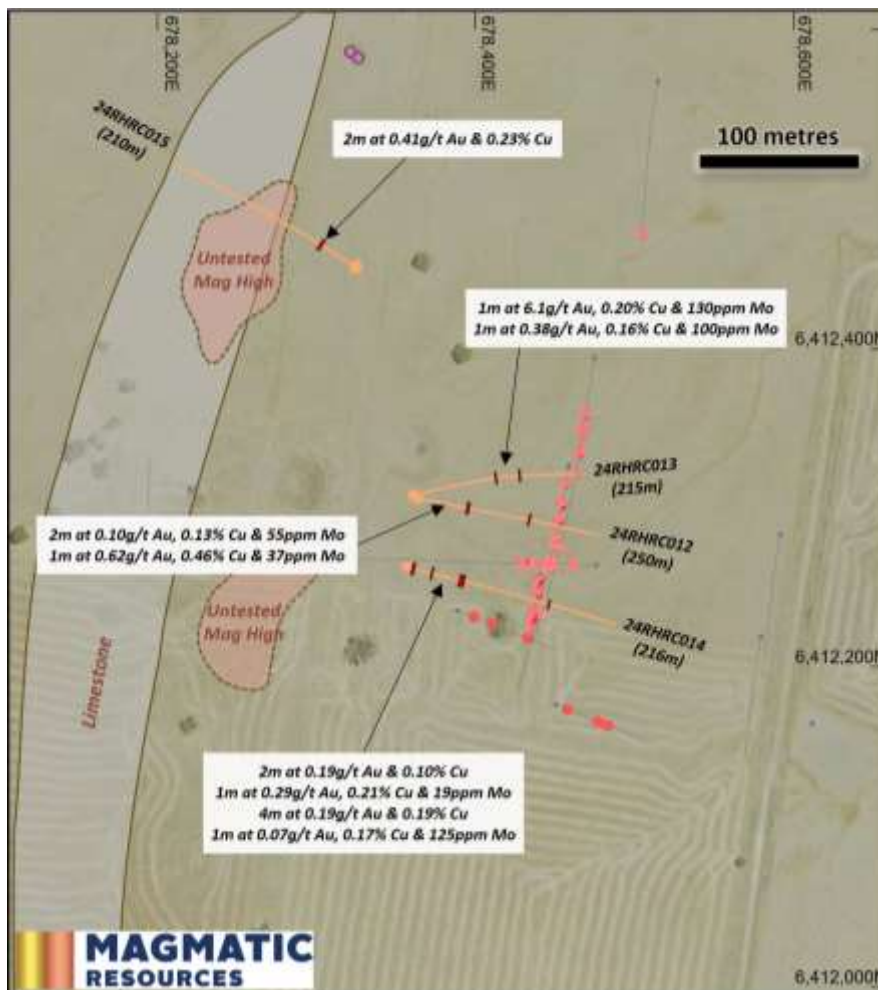 678,200E
678,400E
678,600E
24RHRC015
(210m)
100 metres
2m at 0.41g/t Au & 0.23% Cu
Untested
Mag High
1m at 6.1g/t Au, 0.20% Cu & 130ppm Mo
1m at 0.38g/t Au, 0.16% Cu & 100ppm Mo
6,412,400N
24RHRC013
(215m)
2m at 0.10g/t Au, 0.13% Cu & 55ppm Mo
1m at 0.62g/t Au, 0.46% Cu & 37ppm Mo
24RHRC012
(250m)
Untested
Mag High
24RHRC014
(216m)
6,412,200N
Limestone
2m at 0.19g/t Au & 0.10% Cu
1m at 0.29g/t Au, 0.21% Cu & 19ppm Mo
4m at 0.19g/t Au & 0.19% Cu
1m at 0.07g/t Au, 0.17% Cu & 125ppm Mo
MAGMATIC
RESOURCES
6,412,000N